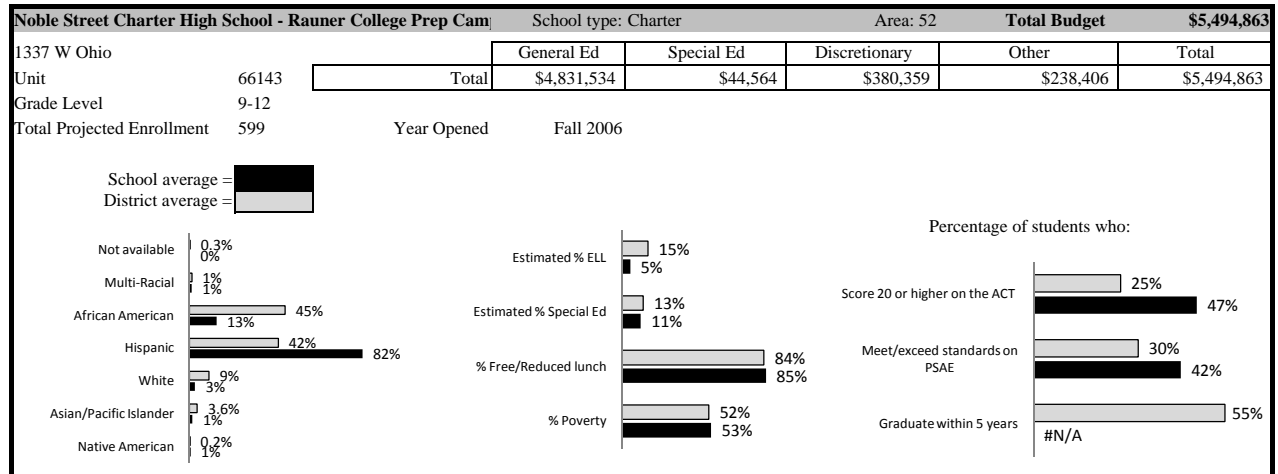 Noble Street Charter High School - Rauner College Prep Cam School type: Charter Area: 52 Total Budget $5,494,863
1337 W Ohio General Ed Special Ed Discretionary Other Total
Unit 66143 Total $4,831,534 $44,564 $380,359 $238,406 $5,494,863
Grade Level 9-12
Total Projected Enrollment 599 Year Opened Fall 2006
School average =
District average =
Not available 0.3%
0%
Multi-Racial 1%
1%
African American 45%
13%
Hispanic 42%
82%
White 9%
3%
Asian/Pacific Islander 3.6%
1%
Native American 0.2%
1%
Estimated % ELL 15%
5%
Estimated % Special Ed 13%
11%
% Free/Reduced lunch 84%
85%
% Poverty 52%
53%
Percentage of students who:
Score 20 or higher on the ACT 25%
47%
Meet/exceed standards on
PSAE 30%
42%
Graduate within 5 years 55%
#N/A